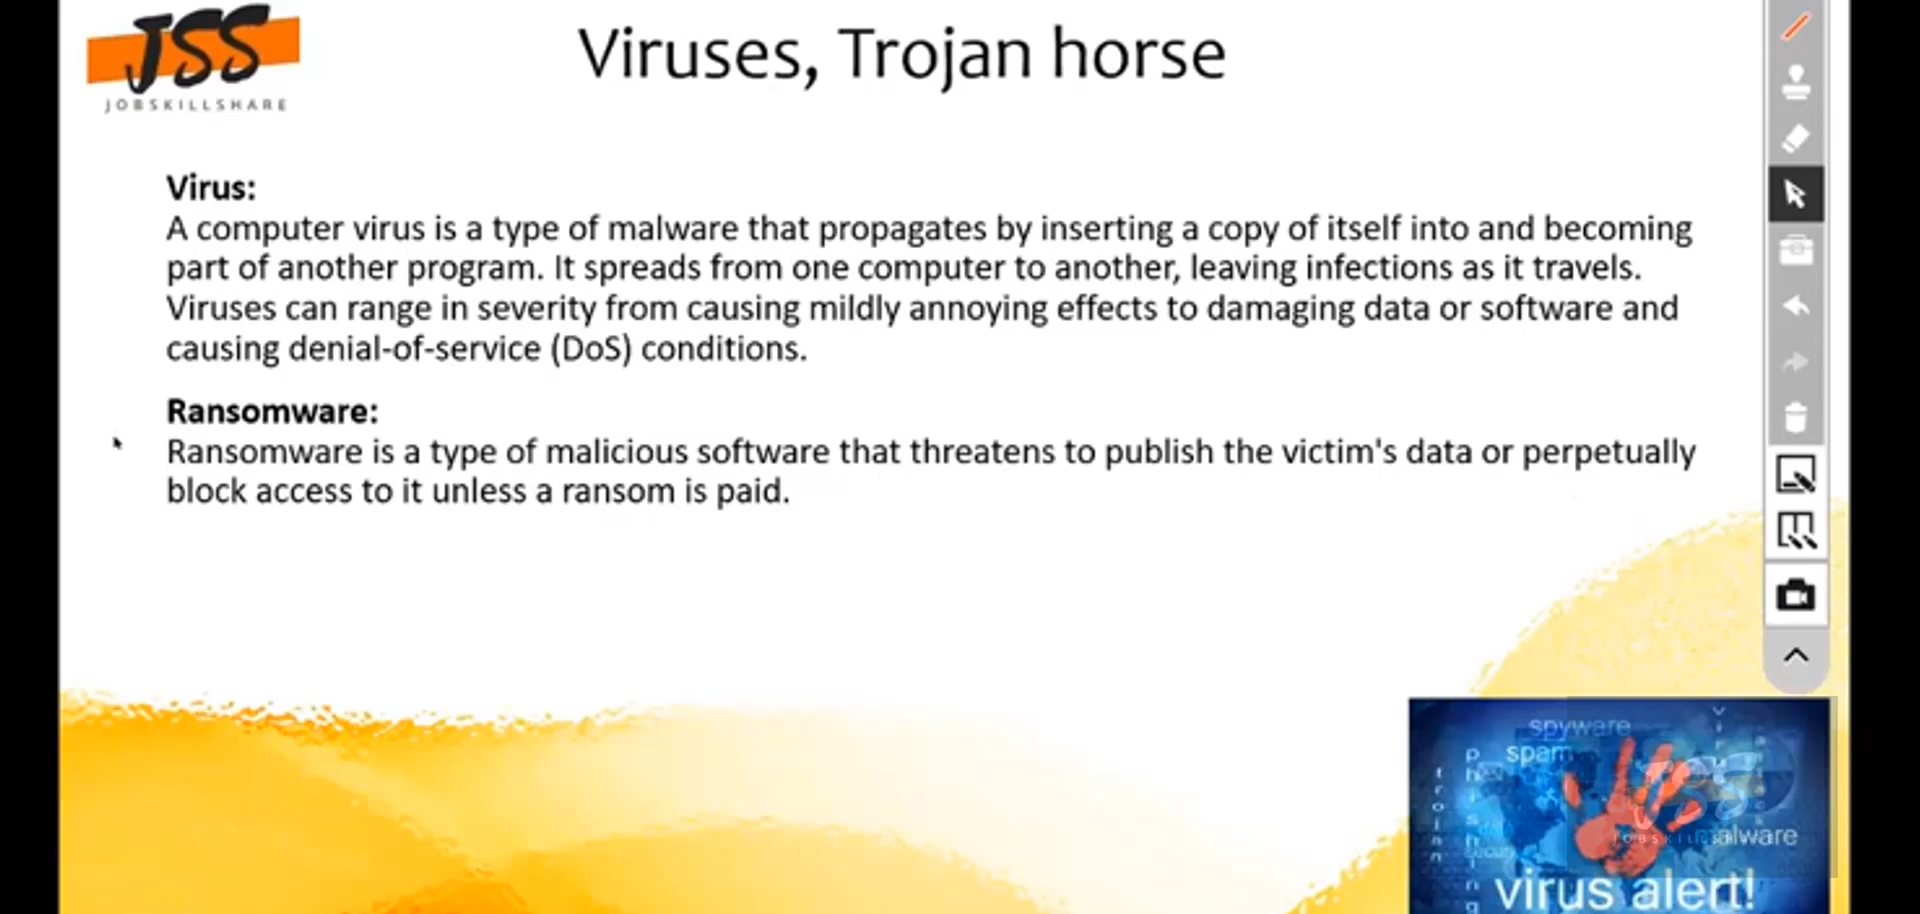 JSS
JOBSKILLSHARE
Viruses, Trojan horse
Virus:
A computer virus is a type of malware that propagates by inserting a copy of itself into and becoming
part of another program. It spreads from one computer to another, leaving infections as it travels.
Viruses can range in severity from causing mildly annoying effects to damaging data or software and
causing denial-of-service (DoS) conditions.
Ransomware:
Ransomware is a type of malicious software that threatens to publish the victim's data or perpetually
block access to it unless a ransom is paid.
spyware
spam
malware
virus alert!